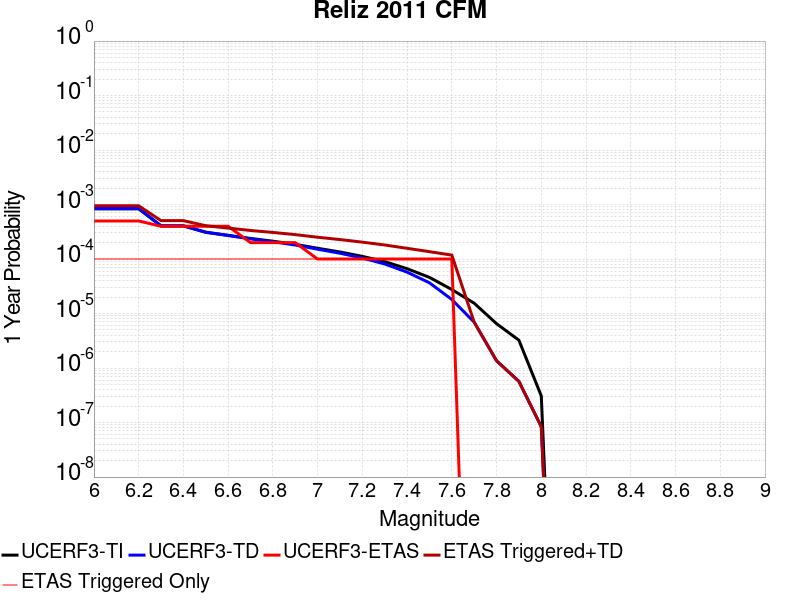 Reliz 2011 CFM
10^0
10^-1
10^-2
10^-3
10^-4
10^-5
10^-6
10^-7
10^-8
1 Year Probability
6 6.2 6.4 6.6 6.8 7 7.2 7.4 7.6 7.8 8 8.2 8.4 8.6 8.8 9
Magnitude
UCERF3-TI UCERF3-TD UCERF3-ETAS ETAS Triggered+TD
ETAS Triggered Only